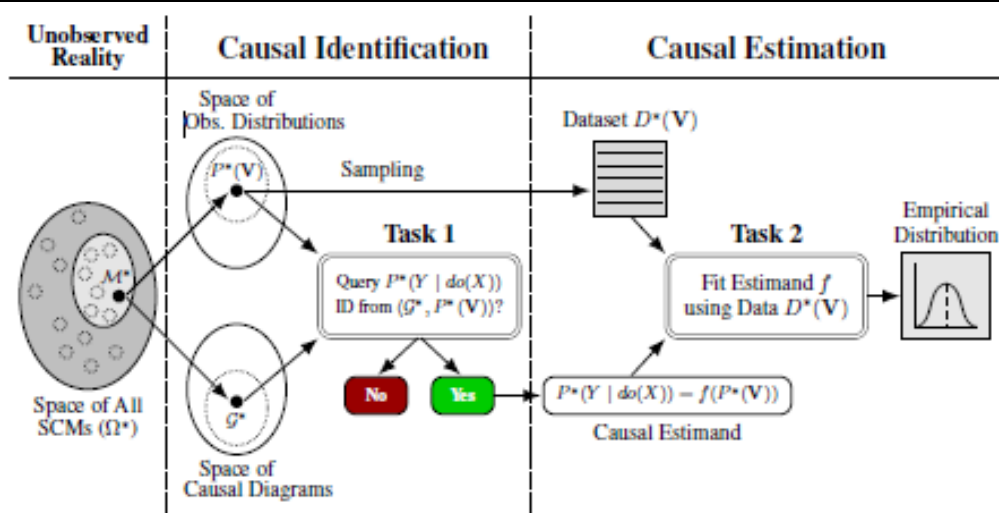 Unobserved
Reality
Causal Identification
Causal Estimation
Space of
Obs. Distributions
P*(V)
Sampling
Dataset D*(V)
M*
Task 1
Query P*(Y | do(X))
ID from (G*, P*(V))?
Task 2
Fit Estimand f
using Data D*(V)
Empirical
Distribution
No
Yes
P*(Y | do(X)) = f(P*(V))
Causal Estimand
Space of All
SCMs (Ω*)
G*
Space of
Causal Diagrams